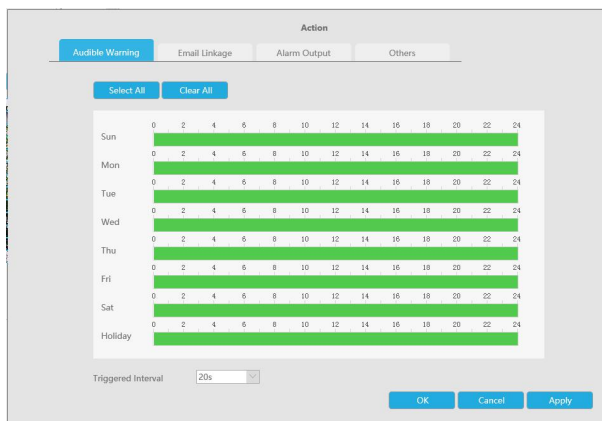 Action
Audible Warning Email Linkage Alarm Output Others
Select All Clear All
0 2 4 6 8 10 12 14 16 18 20 22 24
Sun
0 2 4 6 8 10 12 14 16 18 20 22 24
Mon
0 2 4 6 8 10 12 14 16 18 20 22 24
Tue
0 2 4 6 8 10 12 14 16 18 20 22 24
Wed
0 2 4 6 8 10 12 14 16 18 20 22 24
Thu
0 2 4 6 8 10 12 14 16 18 20 22 24
Fri
0 2 4 6 8 10 12 14 16 18 20 22 24
Sat
0 2 4 6 8 10 12 14 16 18 20 22 24
Holiday
Triggered Interval 20s
OK Cancel Apply